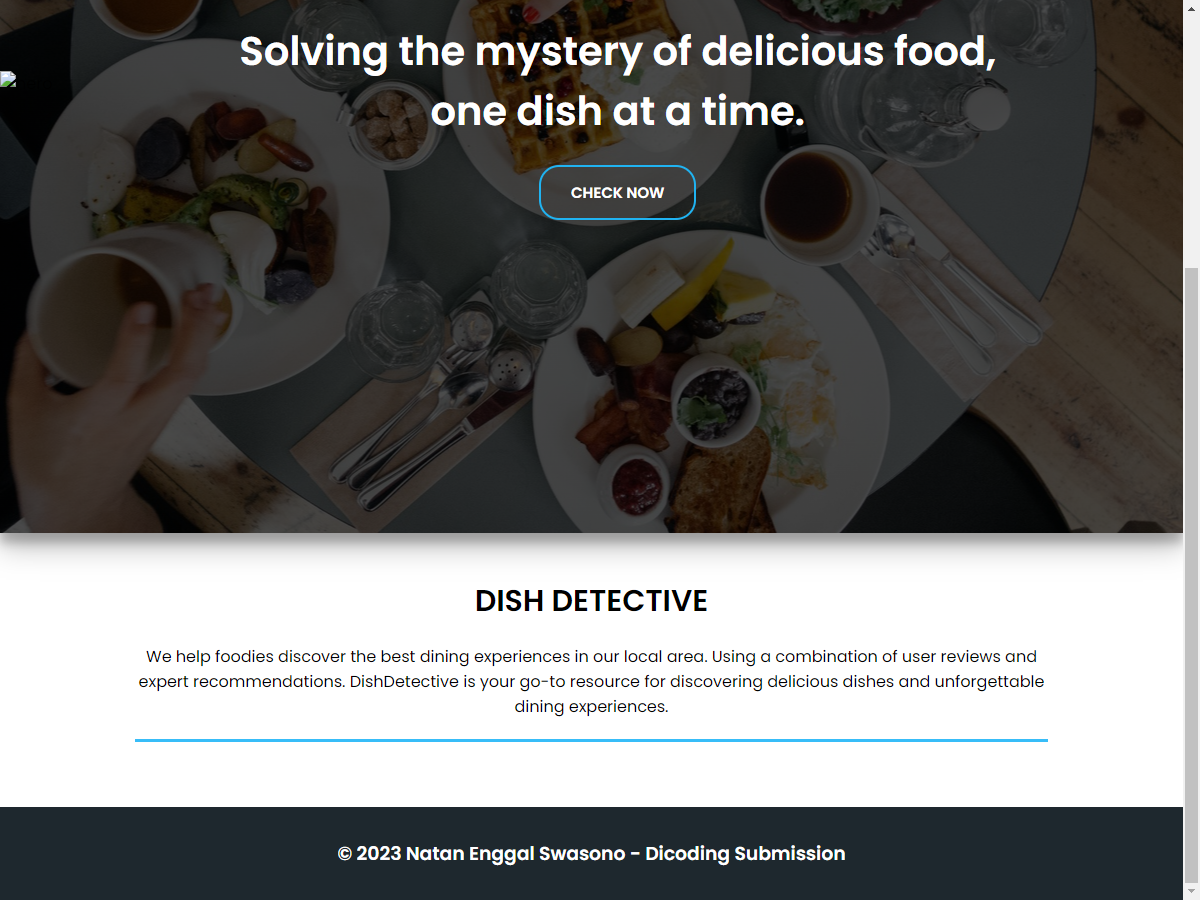 Solving the mystery of delicious food,
one dish at a time.
CHECK NOW
DISH DETECTIVE
We help foodies discover the best dining experiences in our local area. Using a combination of user reviews and
expert recommendations. DishDetective is your go-to resource for discovering delicious dishes and unforgettable
dining experiences.
© 2023 Natan Enggal Swasono - Dicoding Submission